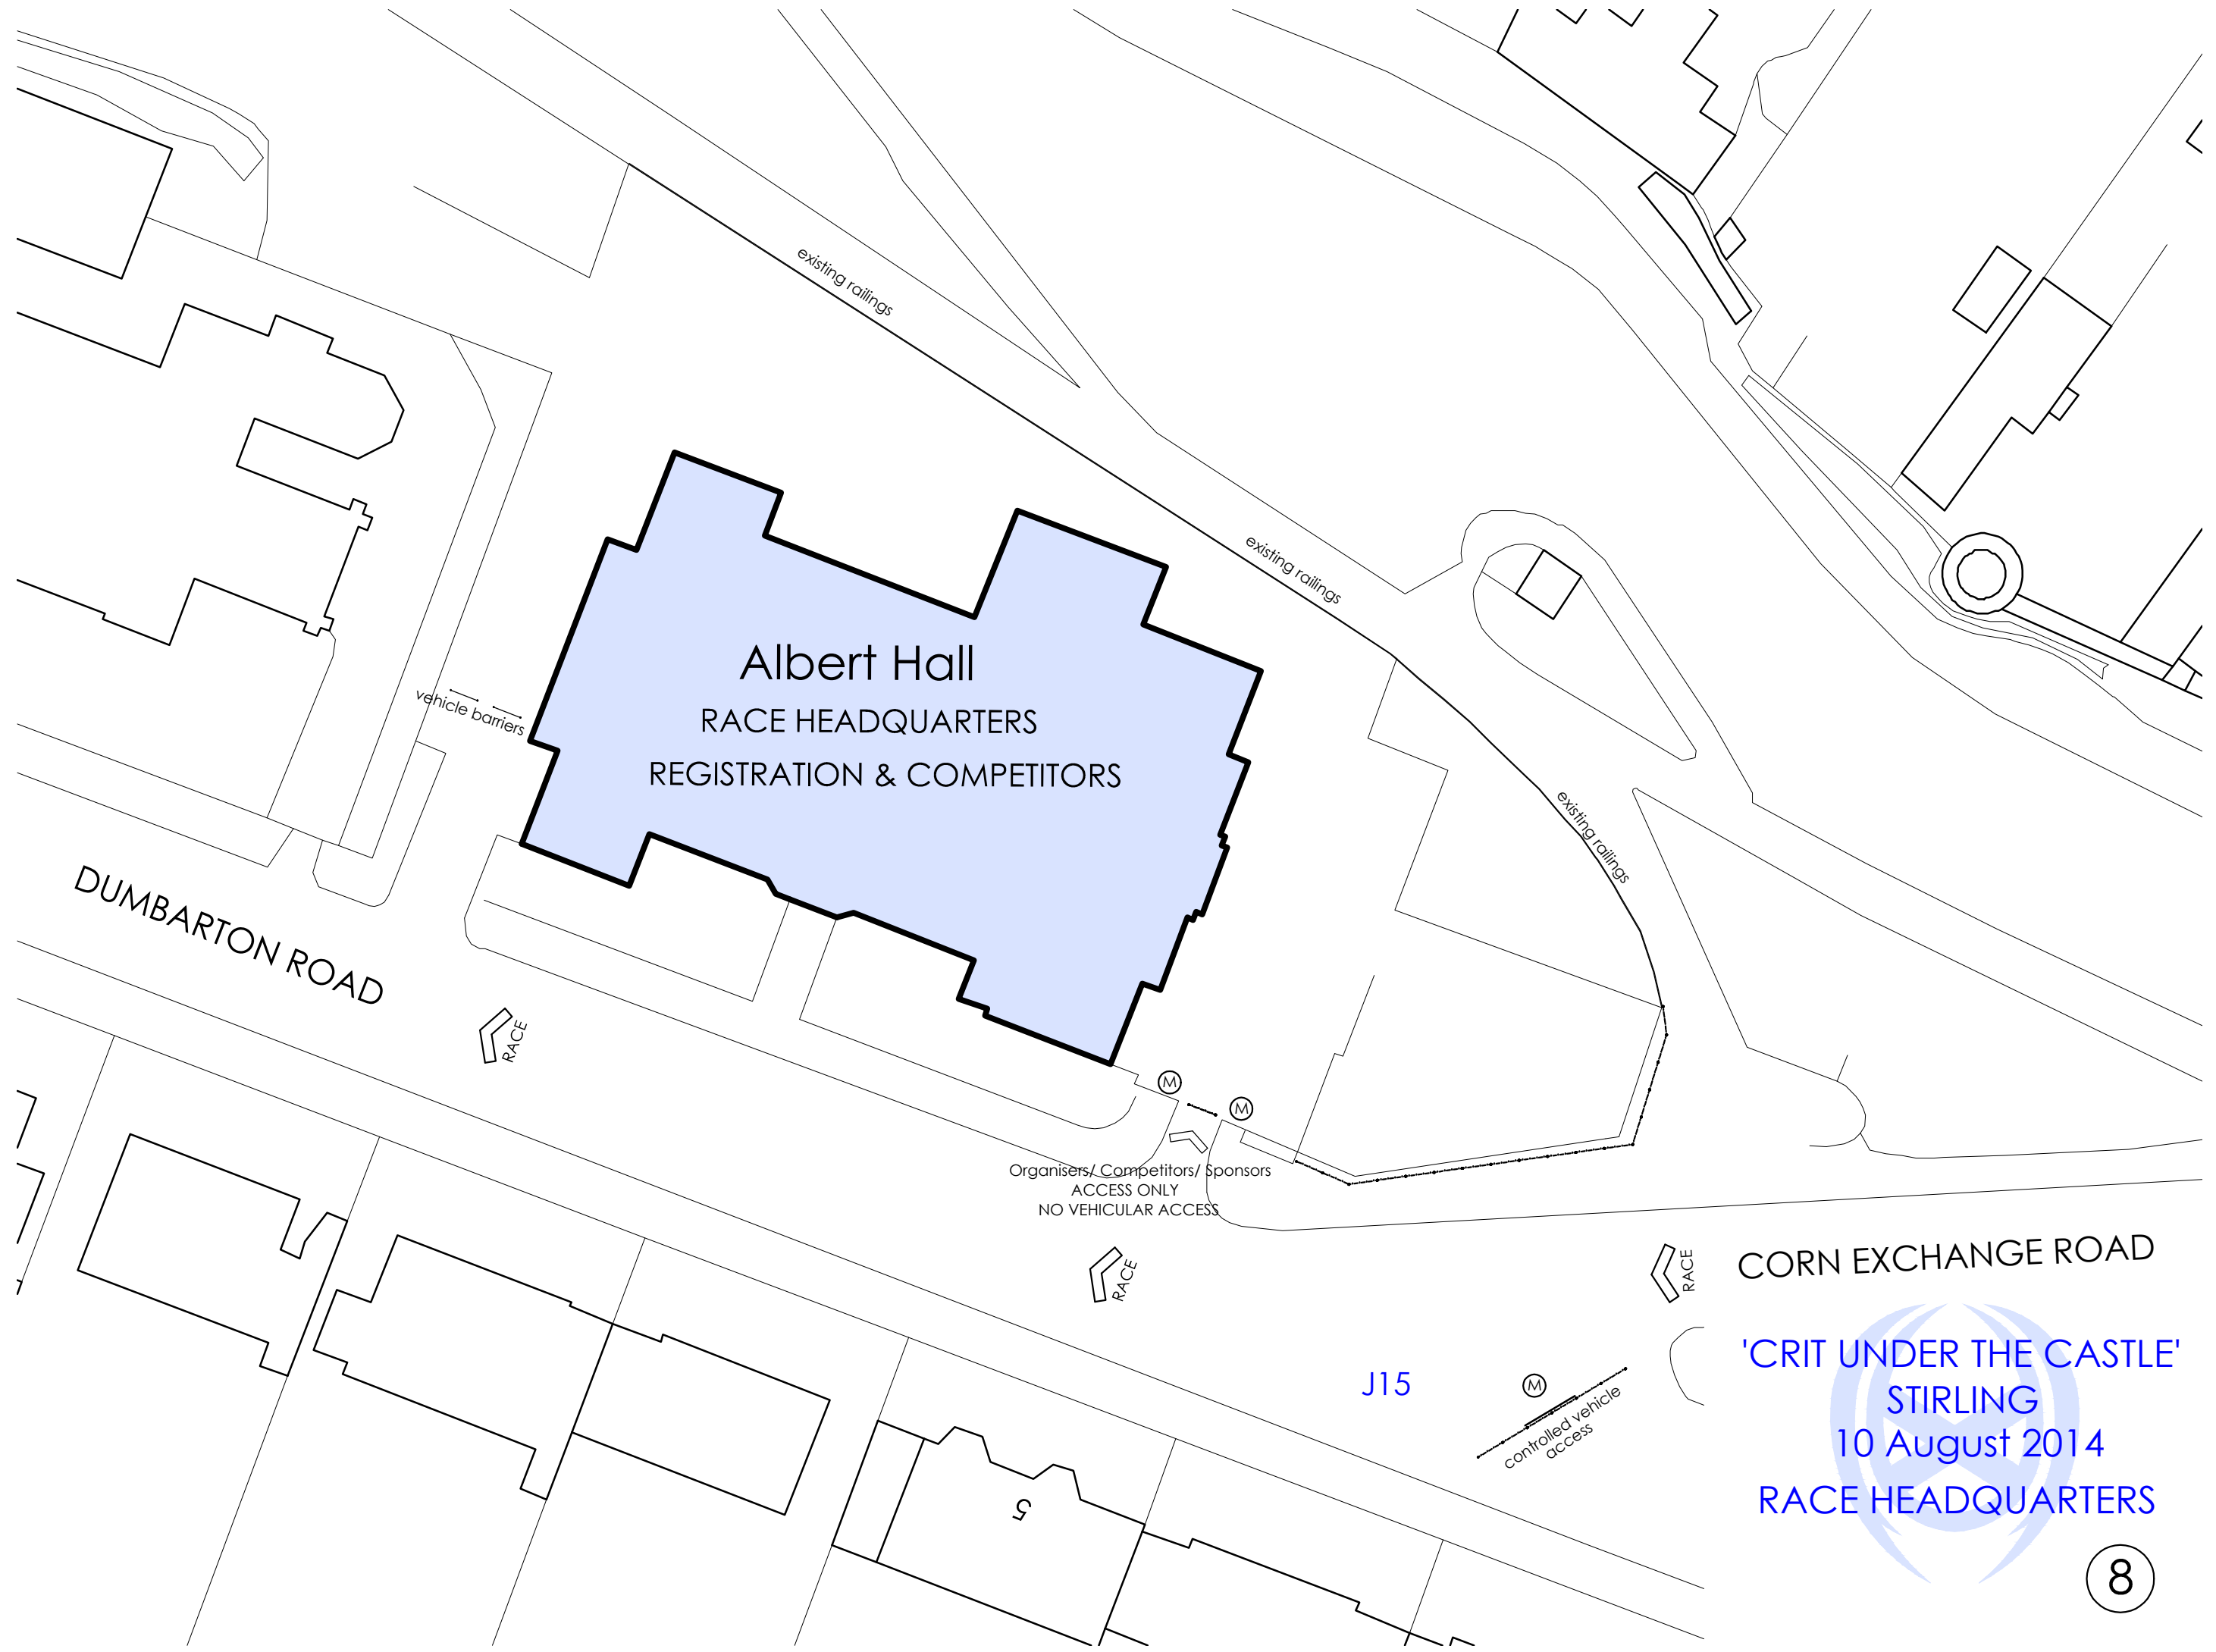 existing railings
existing railings
existing railings
vehicle barriers
Albert Hall
RACE HEADQUARTERS
REGISTRATION & COMPETITORS
DUMBARTON ROAD
RACE
M
M
Organisers/ Competitors/ Sponsors
ACCESS ONLY
NO VEHICULAR ACCESS
RACE
RACE
CORN EXCHANGE ROAD
J15
M
controlled vehicle
access
5
'CRIT UNDER THE CASTLE'
STIRLING
10 August 2014
RACE HEADQUARTERS
8